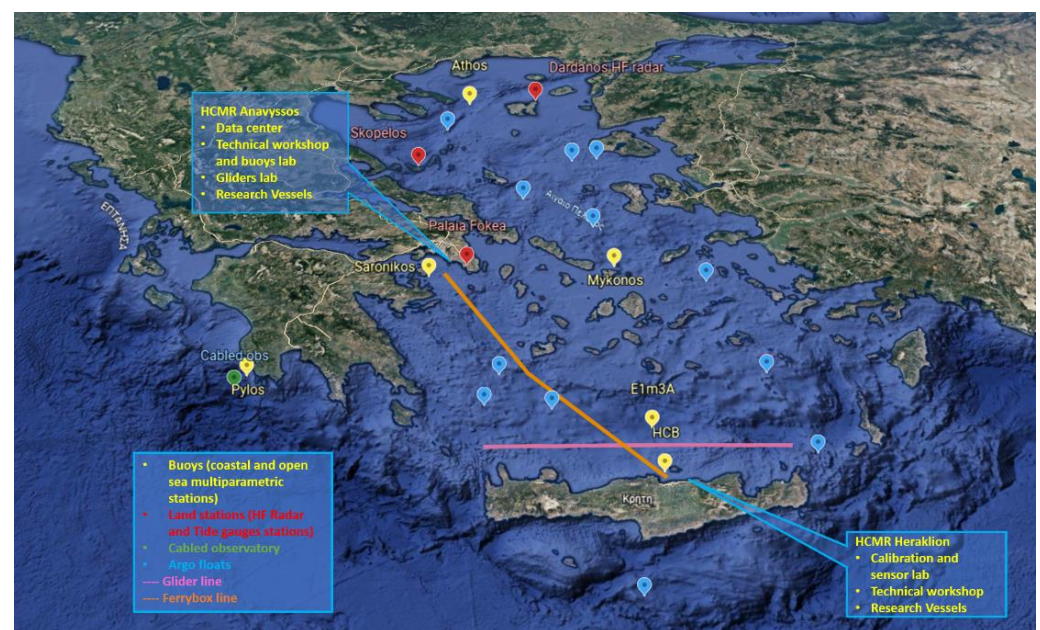 Athos
Dardanos HF radar
HCMR Anavyssos
• Data center
• Technical workshop
and buoys lab
• Gliders lab
• Research Vessels
Skopelos
ΕΠΤΑΝΗΣΑ
Αιγαίο
Palaia Fokea
Saronikos
Mykonos
Cabled obs
Pylos
E1m3A
HCB
Κρήτη
• Buoys (coastal and open
sea multiparametric
stations)
• Land stations (HF Radar
and Tide gauges stations)
• Cabled observatory
• Argo floats
---- Glider line
---- Ferrybox line
HCMR Heraklion
• Calibration and
sensor lab
• Technical workshop
• Research Vessels